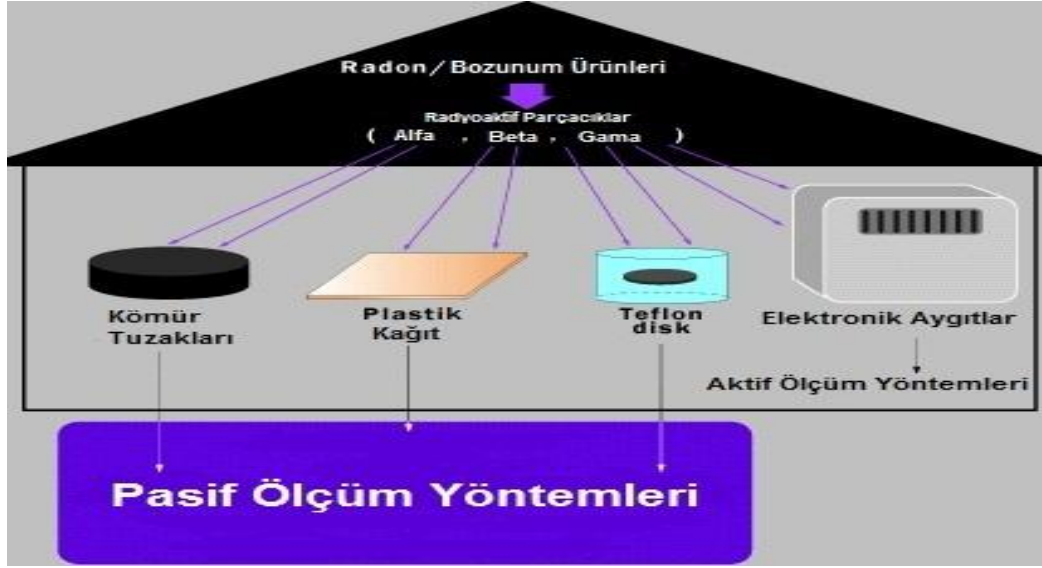 Radon/Bozunum Ürünleri
Radyoaktif Parçacıklar
( Alfa , Beta , Gama )
Kömür
Tuzakları
Plastik
Kağıt
Teflon
disk
Elektronik Aygıtlar
Aktif Ölçüm Yöntemleri
Pasif Ölçüm Yöntemleri